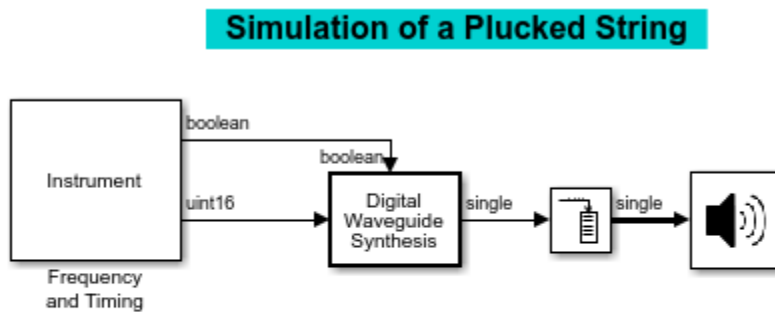 Simulation of a Plucked String
boolean
boolean
Instrument
uint16
Digital
Waveguide
Synthesis
single
single
Frequency
and Timing